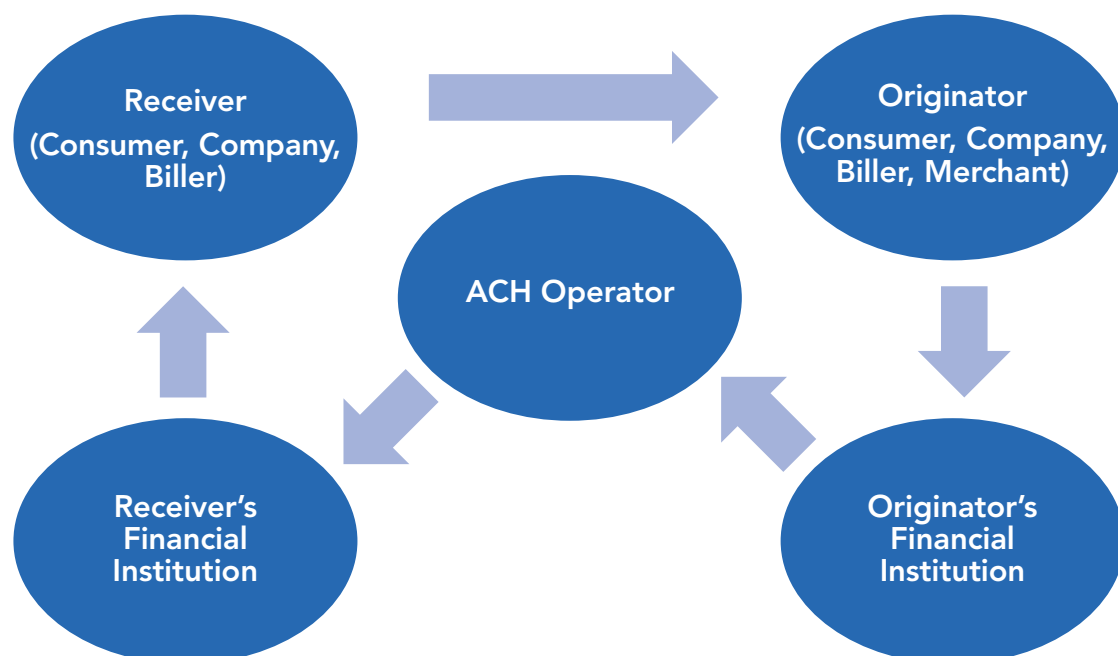 Receiver
(Consumer, Company,
Biller)
Originator
(Consumer, Company,
Biller, Merchant)
ACH Operator
Receiver’s
Financial
Institution
Originator’s
Financial
Institution